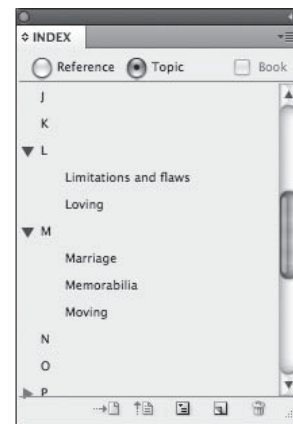 INDEX
Reference Topic Book
J
K
L
Limitations and flaws
Loving
M
Marriage
Memorabilia
Moving
N
O
P